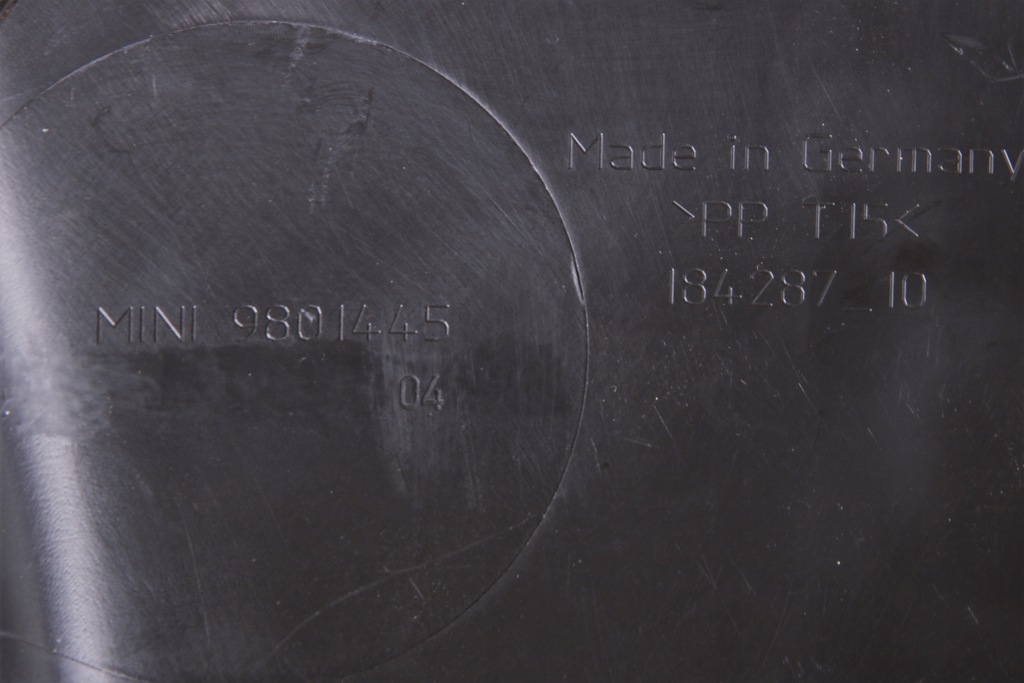 MINI 9801445
04
Made in Germany
>PP T15<
184287_10